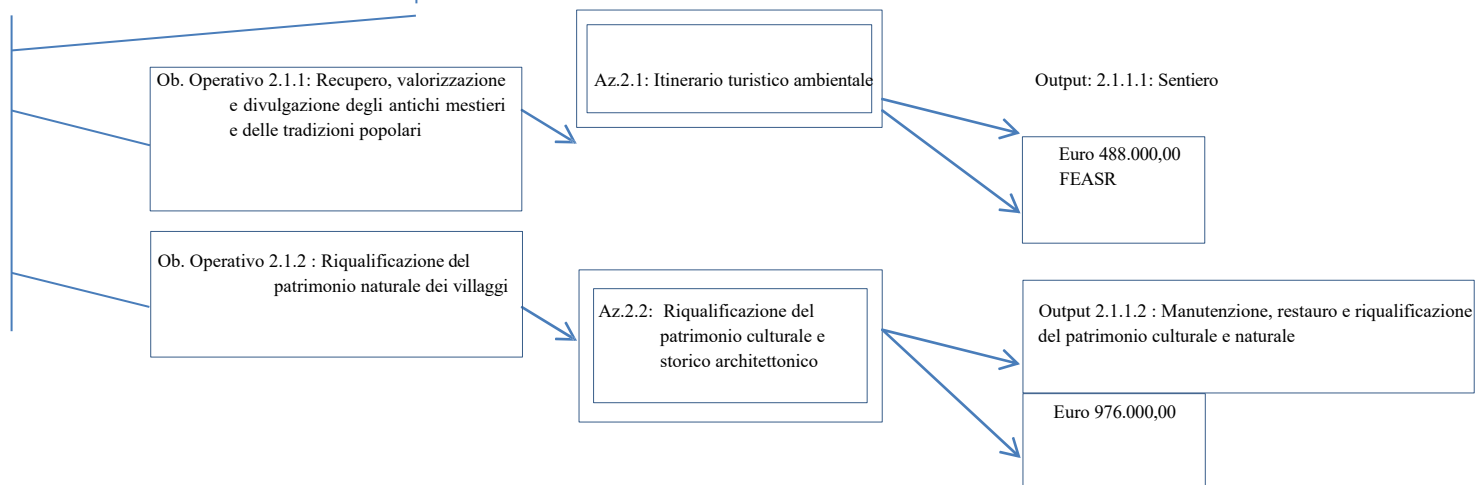 Ob. Operativo 2.1.1: Recupero, valorizzazione
e divulgazione degli antichi mestieri
e delle tradizioni popolari
Az.2.1: Itinerario turistico ambientale
Output: 2.1.1.1: Sentiero
Euro 488.000,00
FEASR
Ob. Operativo 2.1.2 : Riqualificazione del
patrimonio naturale dei villaggi
Az.2.2: Riqualificazione del
patrimonio culturale e
storico architettonico
Output 2.1.1.2 : Manutenzione, restauro e riqualificazione
del patrimonio culturale e naturale
Euro 976.000,00